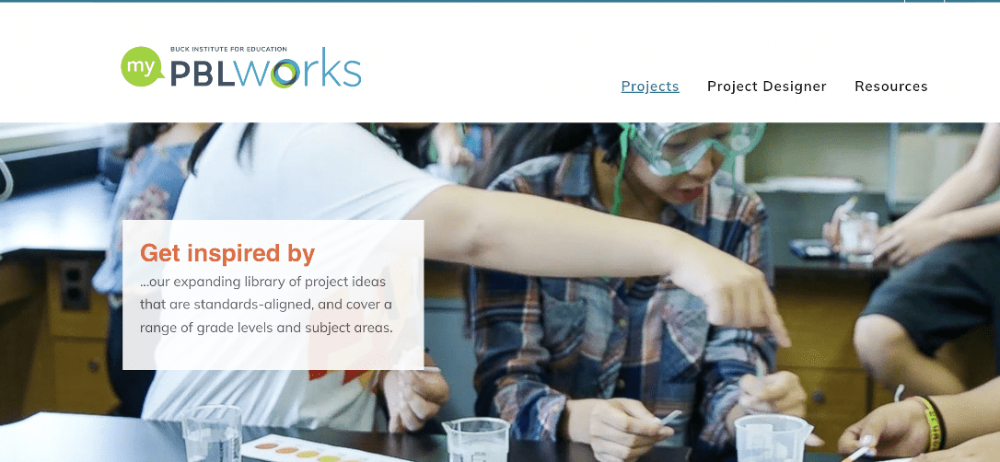 BUCK INSTITUTE FOR EDUCATION
my PBLWorks
Projects Project Designer Resources
Get inspired by
...our expanding library of project ideas
that are standards-aligned, and cover a
range of grade levels and subject areas.